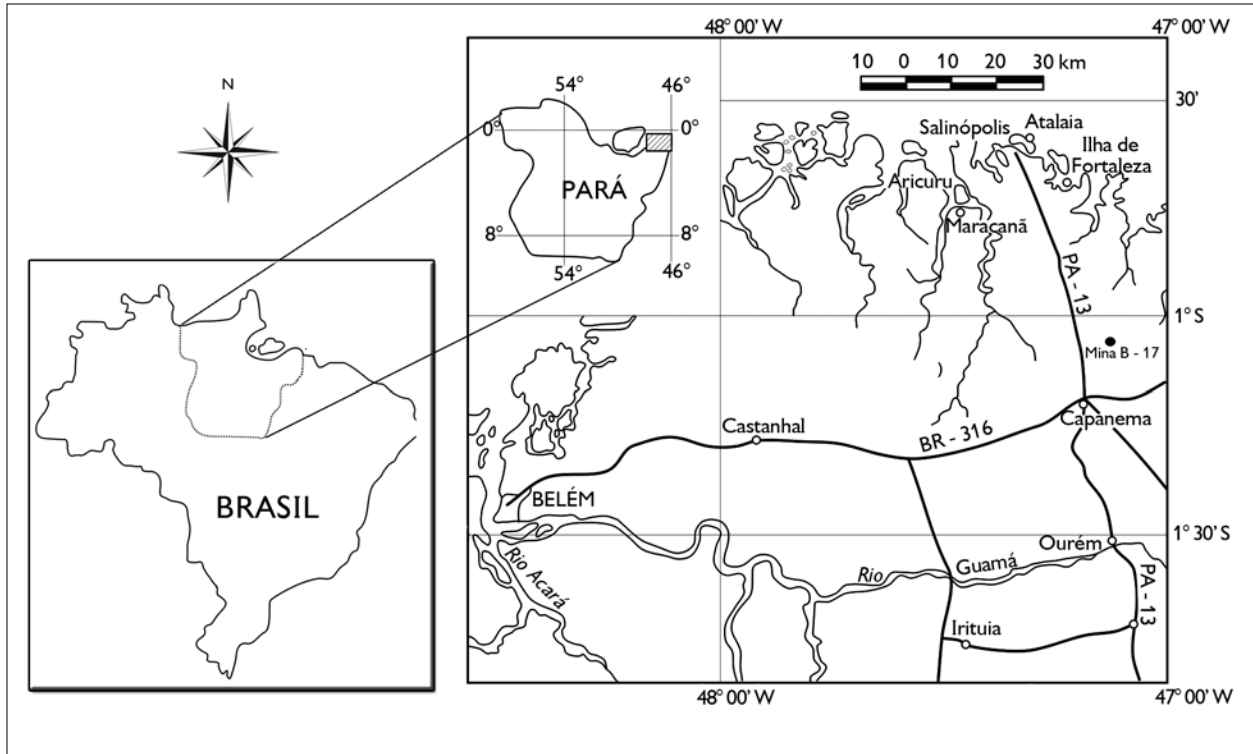 48° 00' W
47° 00' W
10 0 10 20 30 km
N
54°
46°
30'
0°
0°
Salinópolis
Atalaia
Ilha de
Fortaleza
PARÁ
Aricuru
Maracanã
8°
8°
54°
46°
PA - 13
1° S
Mina B - 17
Capanema
Castanhal
BR - 316
BRASIL
BELÉM
1° 30' S
Ourém
Rio Acará
Rio
Guamá
PA - 13
Irituia
48° 00' W
47° 00' W